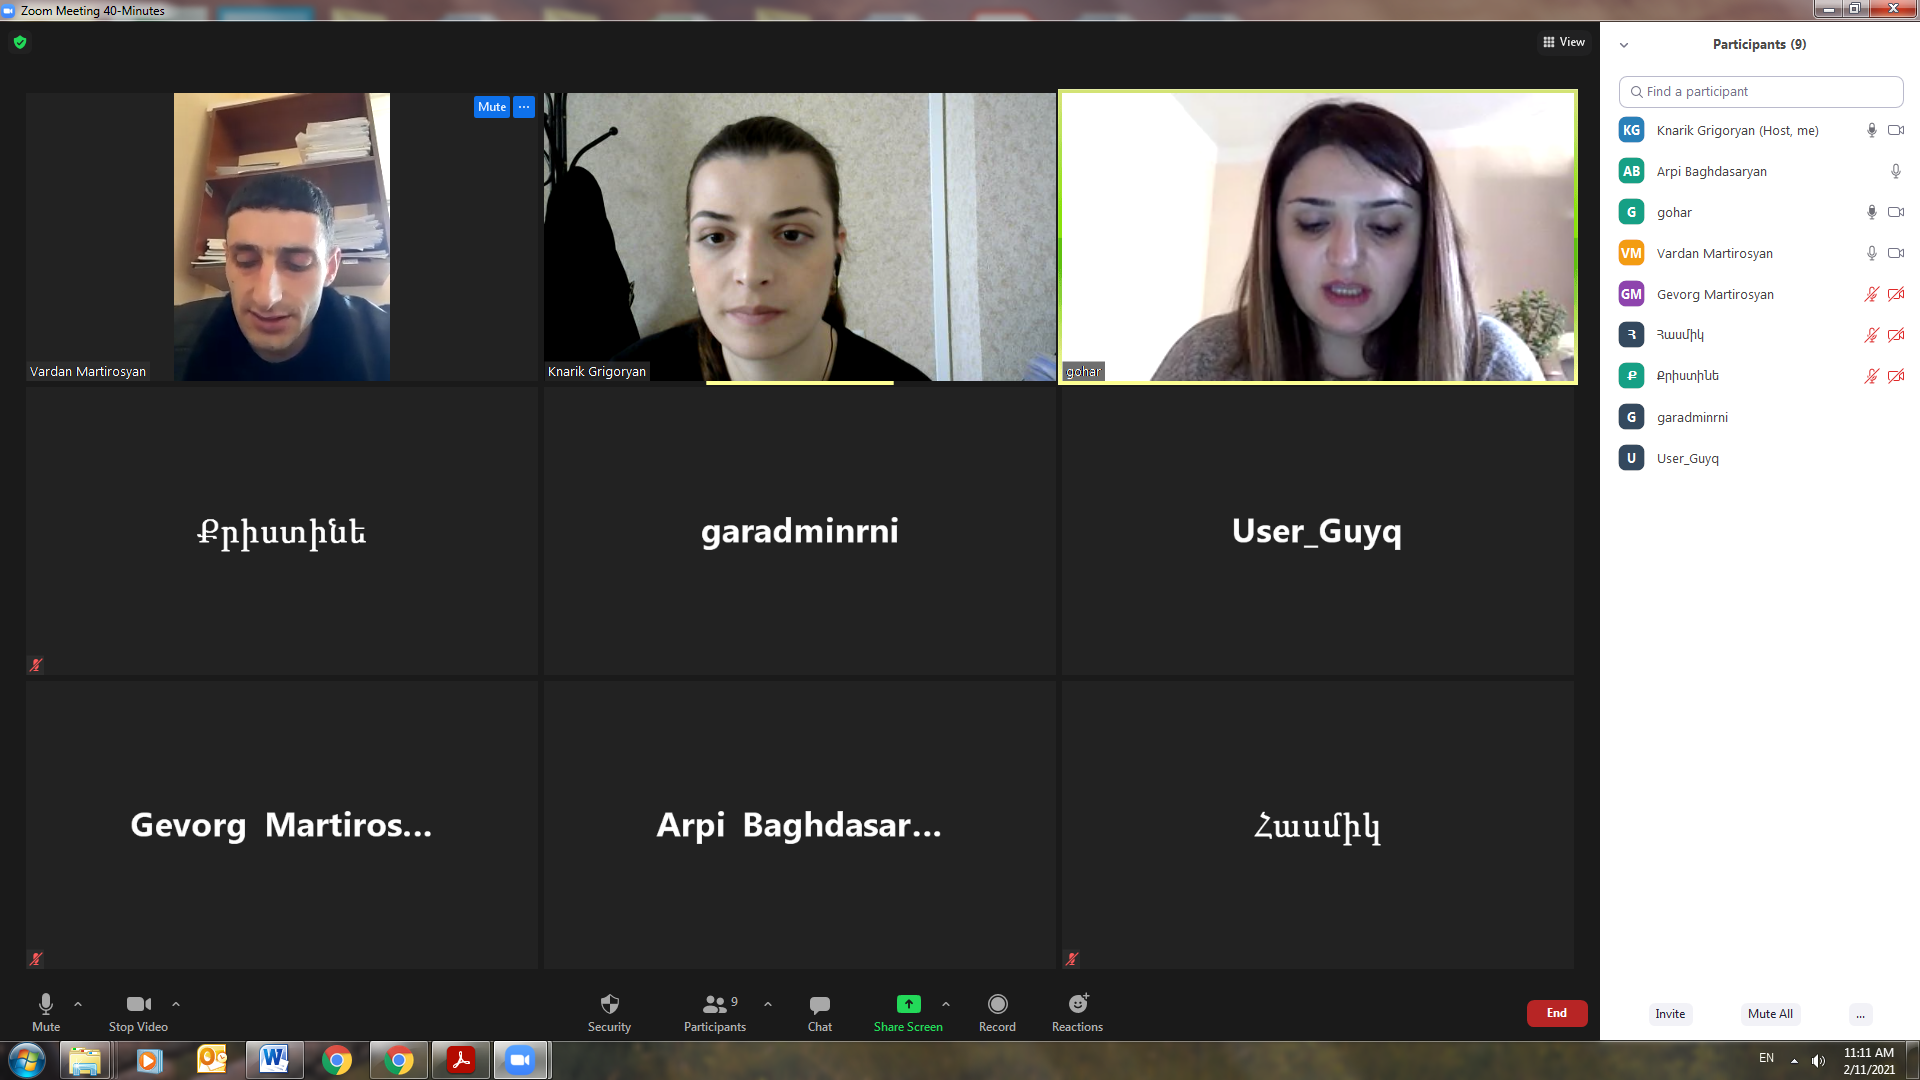 Zoom Meeting 40-Minutes
View
Mute
Vardan Martirosyan
Knarik Grigoryan
gohar
Քրիստինե
garadminrni
User_Guyq
Gevorg Martiros...
Arpi Baghdasar...
Հասմիկ
Participants (9)
Find a participant
KG Knarik Grigoryan (Host, me)
AB Arpi Baghdasaryan
G gohar
VM Vardan Martirosyan
GM Gevorg Martirosyan
Հ Հասմիկ
Ք Քրիստինե
G garadminrni
U User_Guyq
Invite
Mute All
...
Mute
Stop Video
Security
Participants
9
Chat
Share Screen
Record
Reactions
End
EN
11:11 AM
2/11/2021